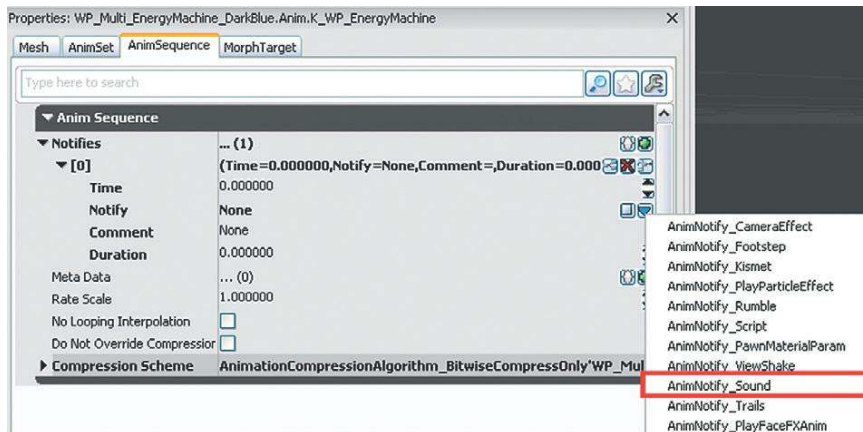 Properties: WP_Multi_EnergyMachine_DarkBlue.Anim.K_WP_EnergyMachine
Mesh AnimSet AnimSequence MorphTarget
Type here to search
Anim Sequence
Notifies ... (1)
[0] (Time=0.000000,Notify=None,Comment=,Duration=0.000
Time 0.000000
Notify None
Comment None
Duration 0.000000
Meta Data ... (0)
Rate Scale 1.000000
No Looping Interpolation
Do Not Override Compression
Compression Scheme AnimationCompressionAlgorithm_BitwiseCompressOnly'WP_Mul
AnimNotify_CameraEffect
AnimNotify_Footstep
AnimNotify_Kismet
AnimNotify_PlayParticleEffect
AnimNotify_Rumble
AnimNotify_Script
AnimNotify_PawnMaterialParam
AnimNotify_ViewShake
AnimNotify_Sound
AnimNotify_Trails
AnimNotify_PlayFaceFXAnim